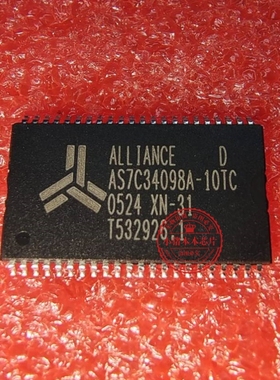 ALLIANCE D
AS7C34098A-10TC
0524 XN-31
T532926.1